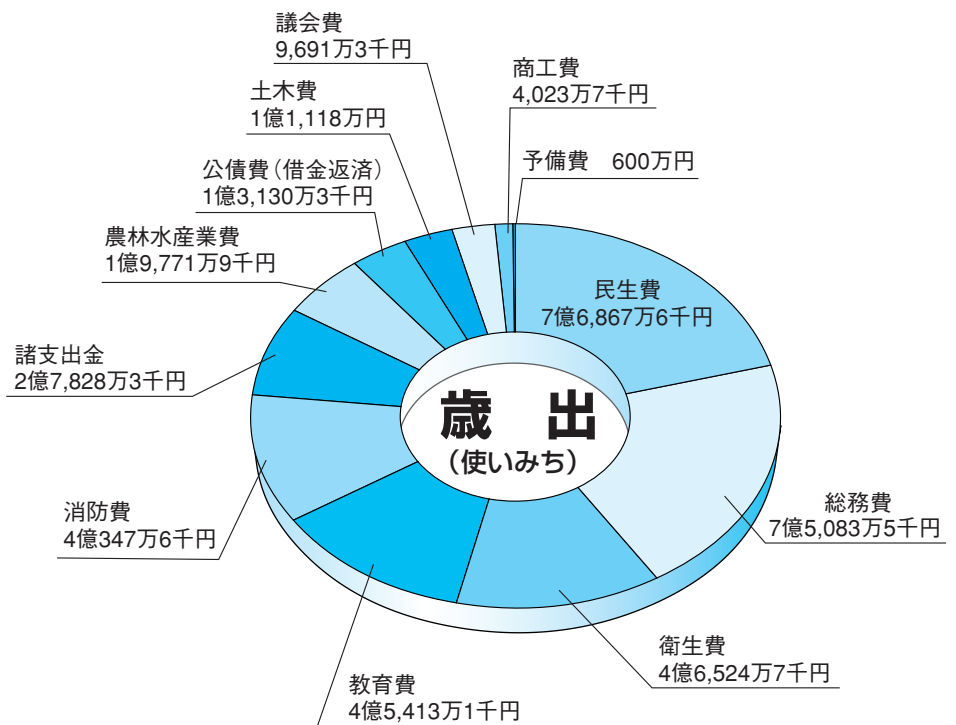 議会費
9,691万3千円
商工費
4,023万7千円
土木費
1億1,118万円
予備費　600万円
公債費（借金返済）
1億3,130万3千円
農林水産業費
1億9,771万9千円
民生費
7億6,867万6千円
諸支出金
2億7,828万3千円
歳　出
（使いみち）
総務費
7億5,083万5千円
消防費
4億347万6千円
衛生費
4億6,524万7千円
教育費
4億5,413万1千円